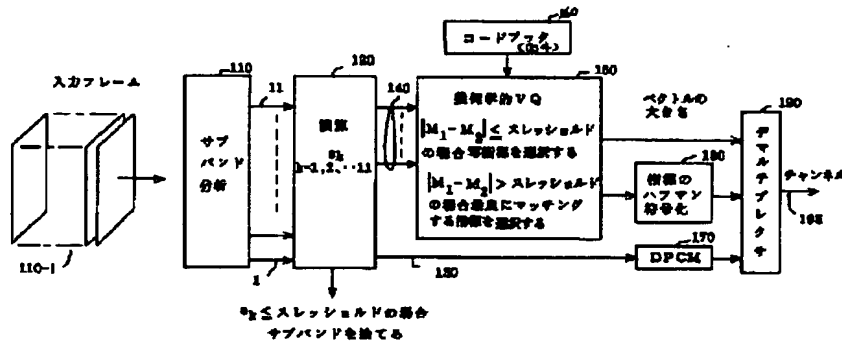 コードブック
入力フレーム
110
11
120
140
150
サブ
バンド
分析
演算
k=1,2,‥11
幾何学的VQ
|M₁-M₂|≤スレッショルド
の場合零指標を選択する
|M₁-M₂|>スレッショルド
の場合最良にマッチング
する指標を選択する
ベクトルの
大きさ
190
180
指標の
ハフマン
符号化
デマルチプレクサ
チャンネル
170
DPCM
110-1
1
≤スレッショルドの場合
サブバンドを捨てる